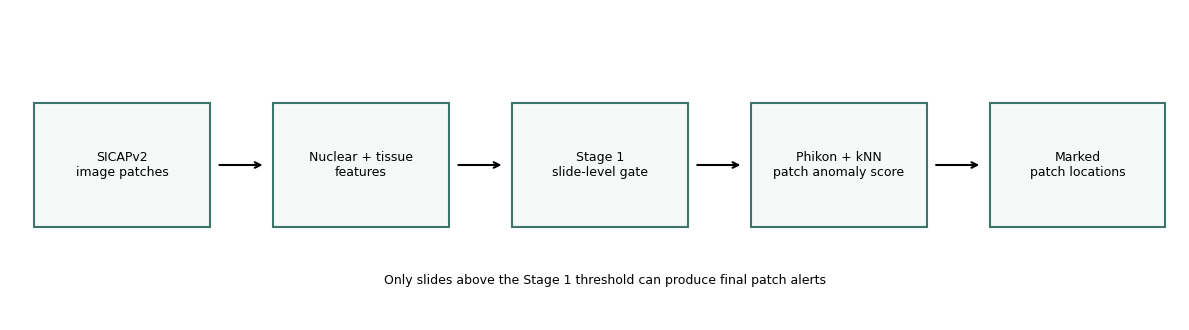 SICAPv2
image patches
Nuclear + tissue
features
Stage 1
slide-level gate
Phikon + kNN
patch anomaly score
Marked
patch locations
Only slides above the Stage 1 threshold can produce final patch alerts